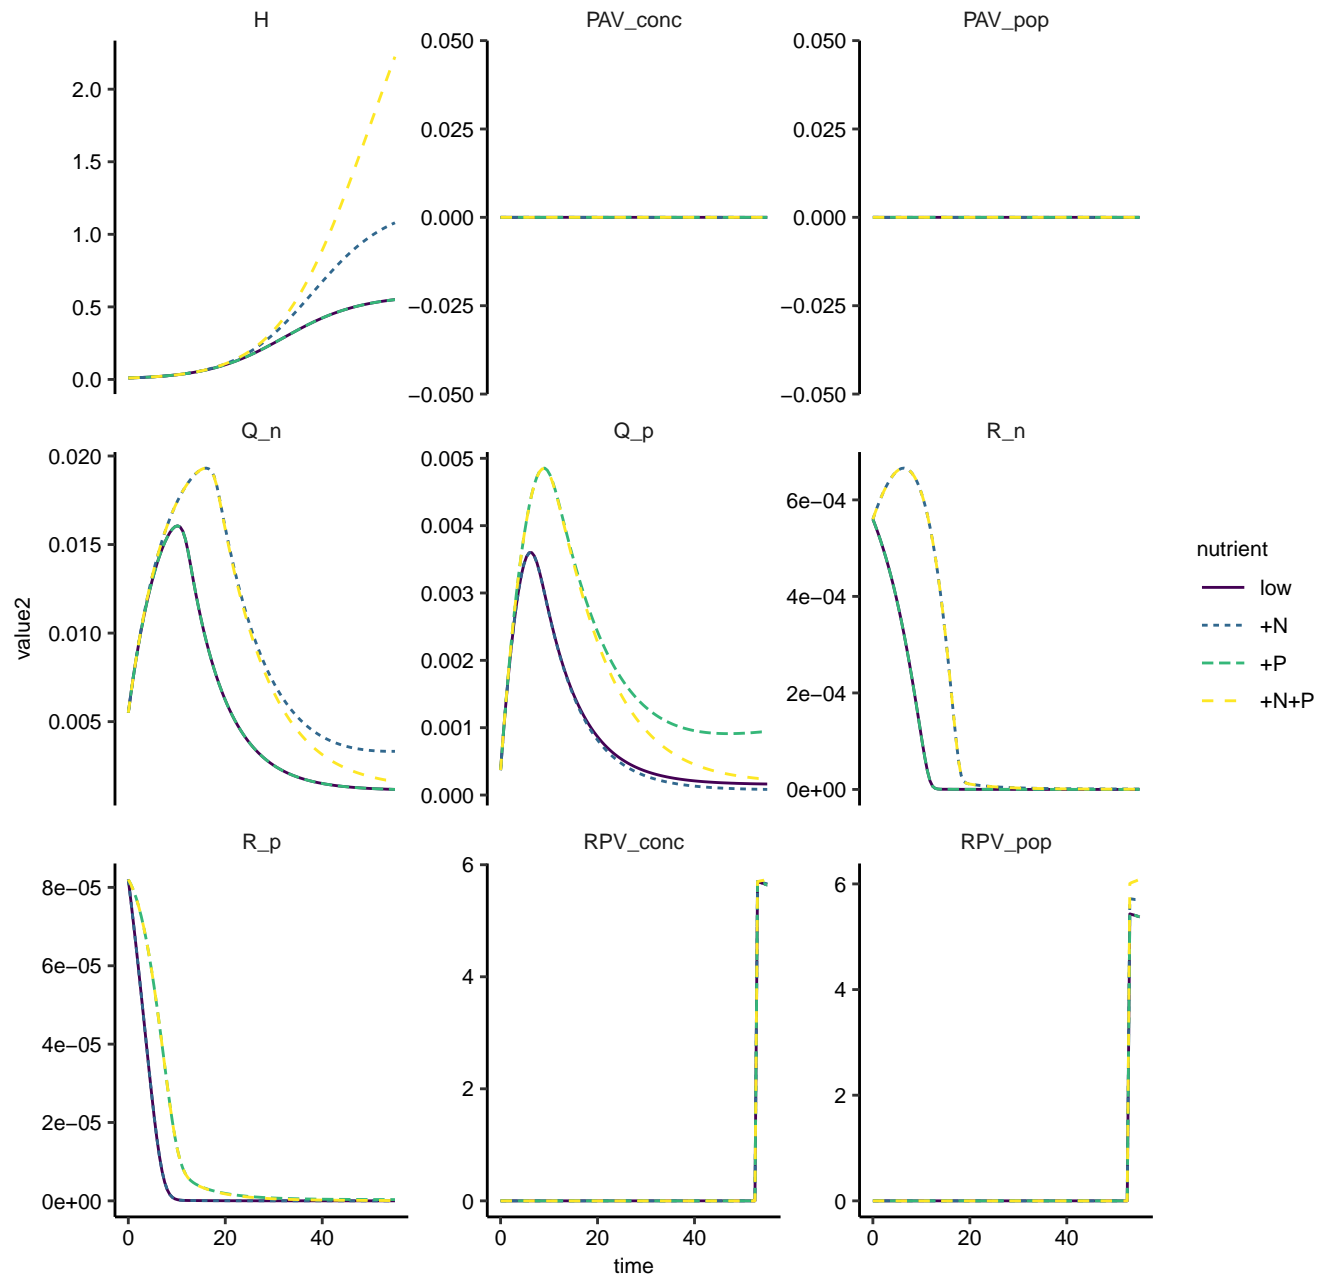 H
PAV_conc
PAV_pop
2.0
1.5
1.0
0.5
0.0
0.050
0.025
0.000
−0.025
−0.050
0.050
0.025
0.000
−0.025
−0.050
Q_n
Q_p
R_n
0.020
0.015
0.010
0.005
0.005
0.004
0.003
0.002
0.001
0.000
6e−04
4e−04
2e−04
0e+00
R_p
RPV_conc
RPV_pop
8e−05
6e−05
4e−05
2e−05
0e+00
6
4
2
0
6
4
2
0
0 20 40
0 20 40
0 20 40
time
value2
nutrient
low
+N
+P
+N+P